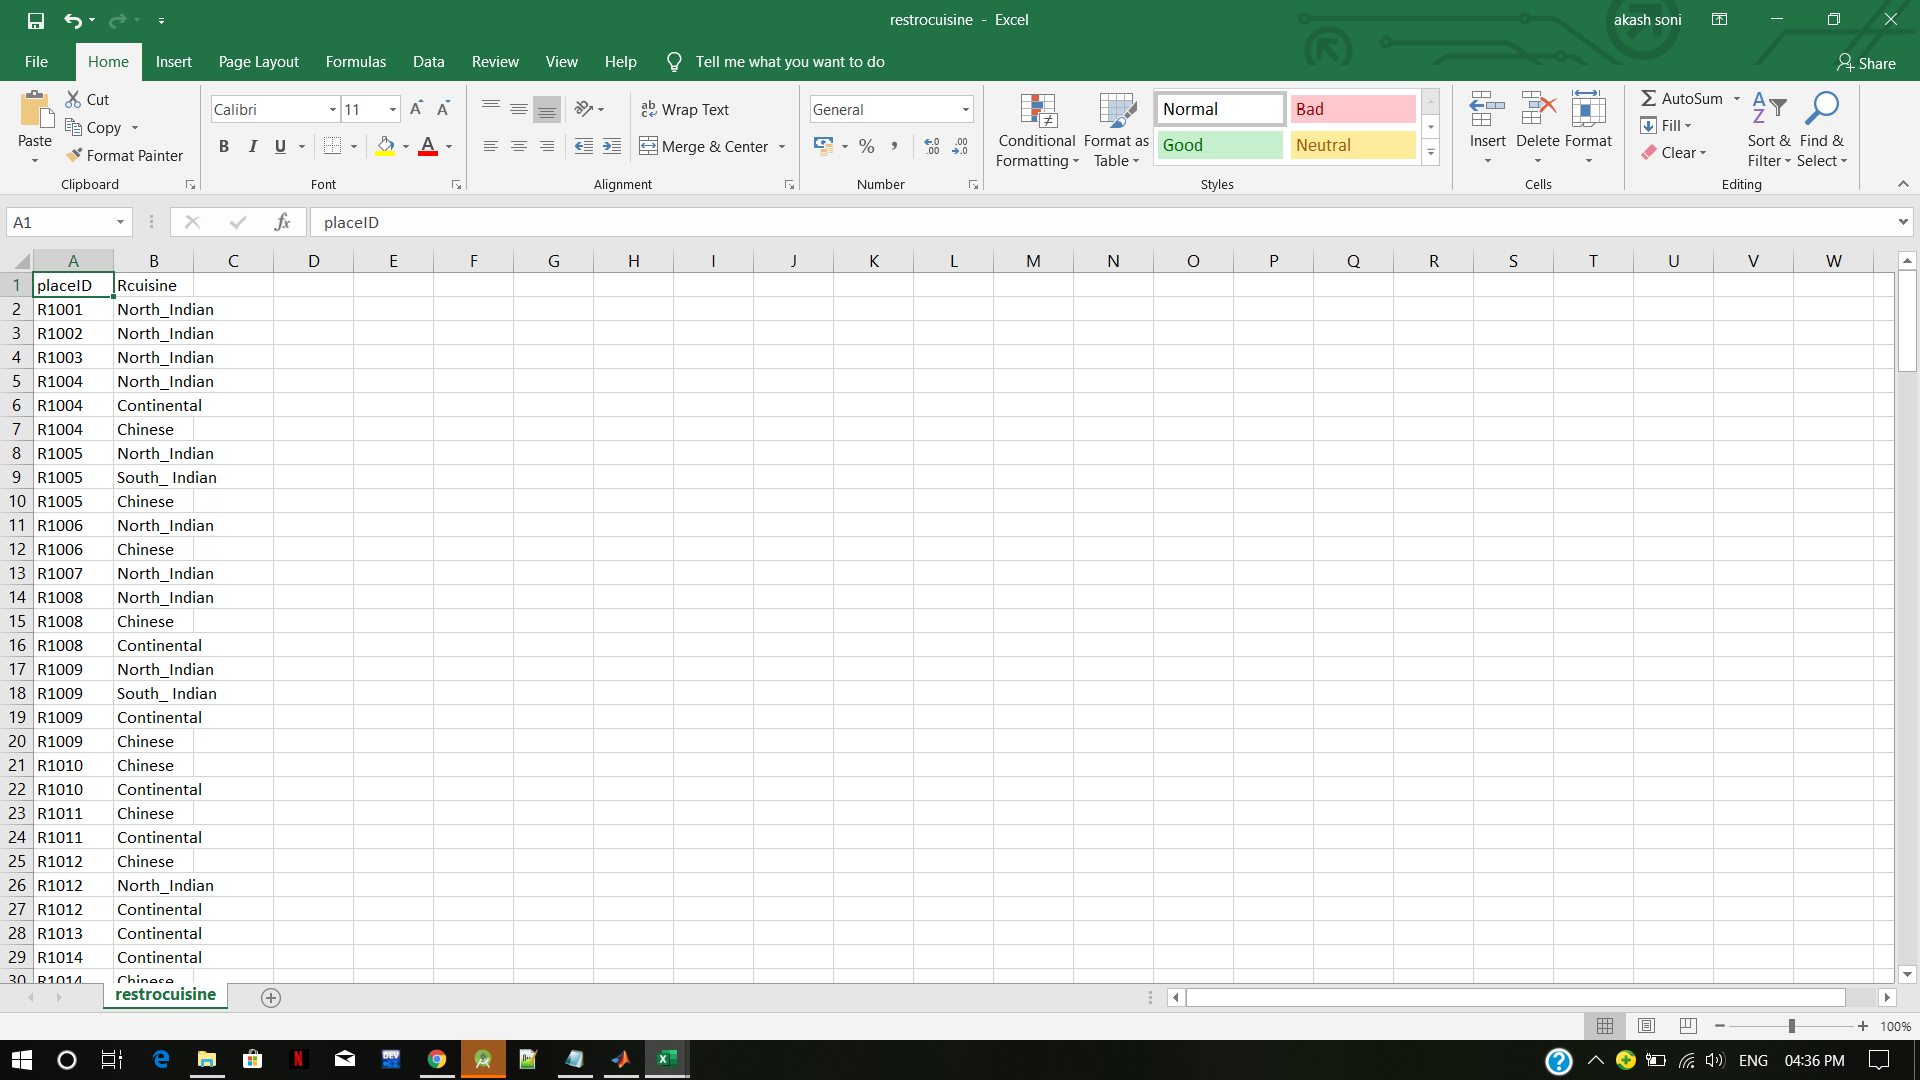 restrocuisine - Excel
akash soni
File Home Insert Page Layout Formulas Data Review View Help Tell me what you want to do Share
Paste Cut Copy Format Painter Clipboard
Calibri 11 A A B I U A Font
ab Wrap Text Merge & Center Alignment
General % , .00 .00 Number
Conditional Formatting Format as Table
Normal Bad Good Neutral Styles
Insert Delete Format Cells
AutoSum Fill Clear Sort & Filter Find & Select Editing
A1 fx placeID
A B C D E F G H I J K L M N O P Q R S T U V W
1 placeID Rcuisine
2 R1001 North_Indian
3 R1002 North_Indian
4 R1003 North_Indian
5 R1004 North_Indian
6 R1004 Continental
7 R1004 Chinese
8 R1005 North_Indian
9 R1005 South_ Indian
10 R1005 Chinese
11 R1006 North_Indian
12 R1006 Chinese
13 R1007 North_Indian
14 R1008 North_Indian
15 R1008 Chinese
16 R1008 Continental
17 R1009 North_Indian
18 R1009 South_ Indian
19 R1009 Continental
20 R1009 Chinese
21 R1010 Chinese
22 R1010 Continental
23 R1011 Chinese
24 R1011 Continental
25 R1012 Chinese
26 R1012 North_Indian
27 R1012 Continental
28 R1013 Continental
29 R1014 Continental
30 R1014 Chinese
restrocuisine
100%
DEV ENG 04:36 PM